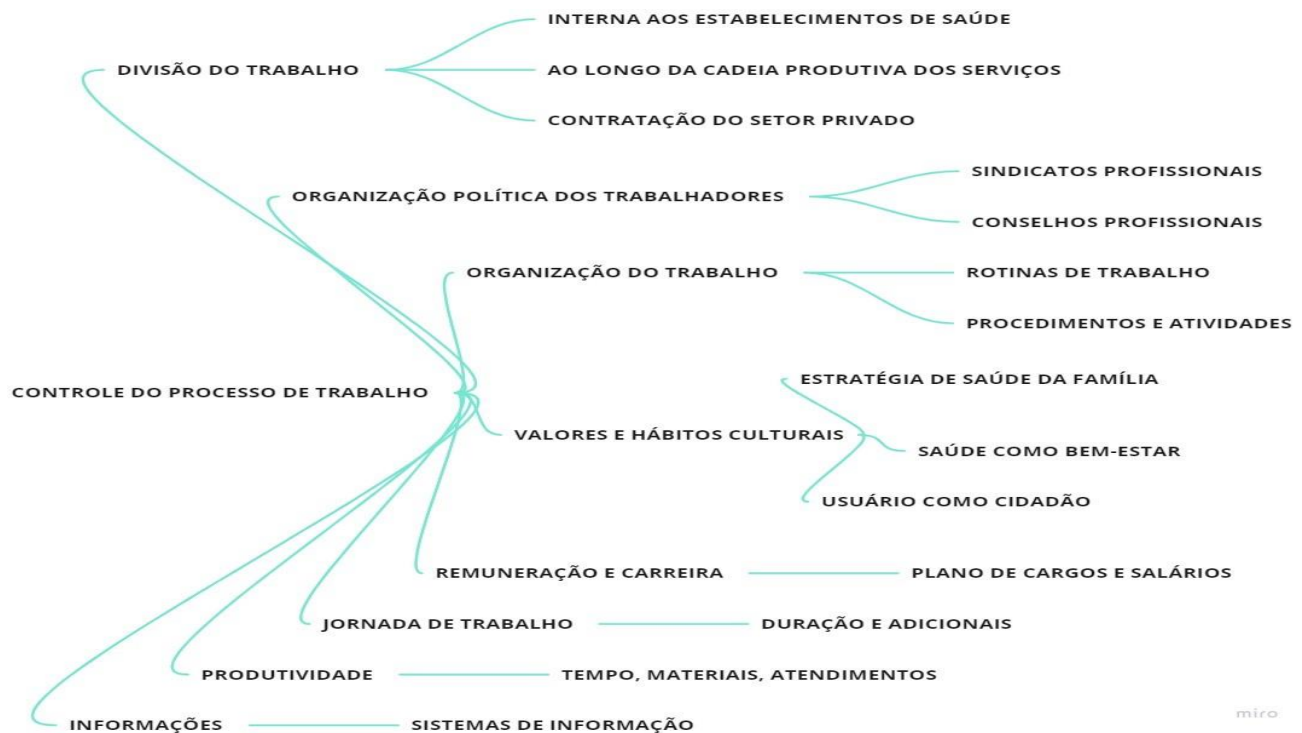 INTERNA AOS ESTABELECIMENTOS DE SAÚDE
DIVISÃO DO TRABALHO
AO LONGO DA CADEIA PRODUTIVA DOS SERVIÇOS
CONTRATAÇÃO DO SETOR PRIVADO
SINDICATOS PROFISSIONAIS
ORGANIZAÇÃO POLÍTICA DOS TRABALHADORES
CONSELHOS PROFISSIONAIS
ORGANIZAÇÃO DO TRABALHO
ROTINAS DE TRABALHO
PROCEDIMENTOS E ATIVIDADES
ESTRATÉGIA DE SAÚDE DA FAMÍLIA
CONTROLE DO PROCESSO DE TRABALHO
VALORES E HÁBITOS CULTURAIS
SAÚDE COMO BEM-ESTAR
USUÁRIO COMO CIDADÃO
REMUNERAÇÃO E CARREIRA
PLANO DE CARGOS E SALÁRIOS
JORNADA DE TRABALHO
DURAÇÃO E ADICIONAIS
PRODUTIVIDADE
TEMPO, MATERIAIS, ATENDIMENTOS
INFORMAÇÕES
SISTEMAS DE INFORMAÇÃO
miro